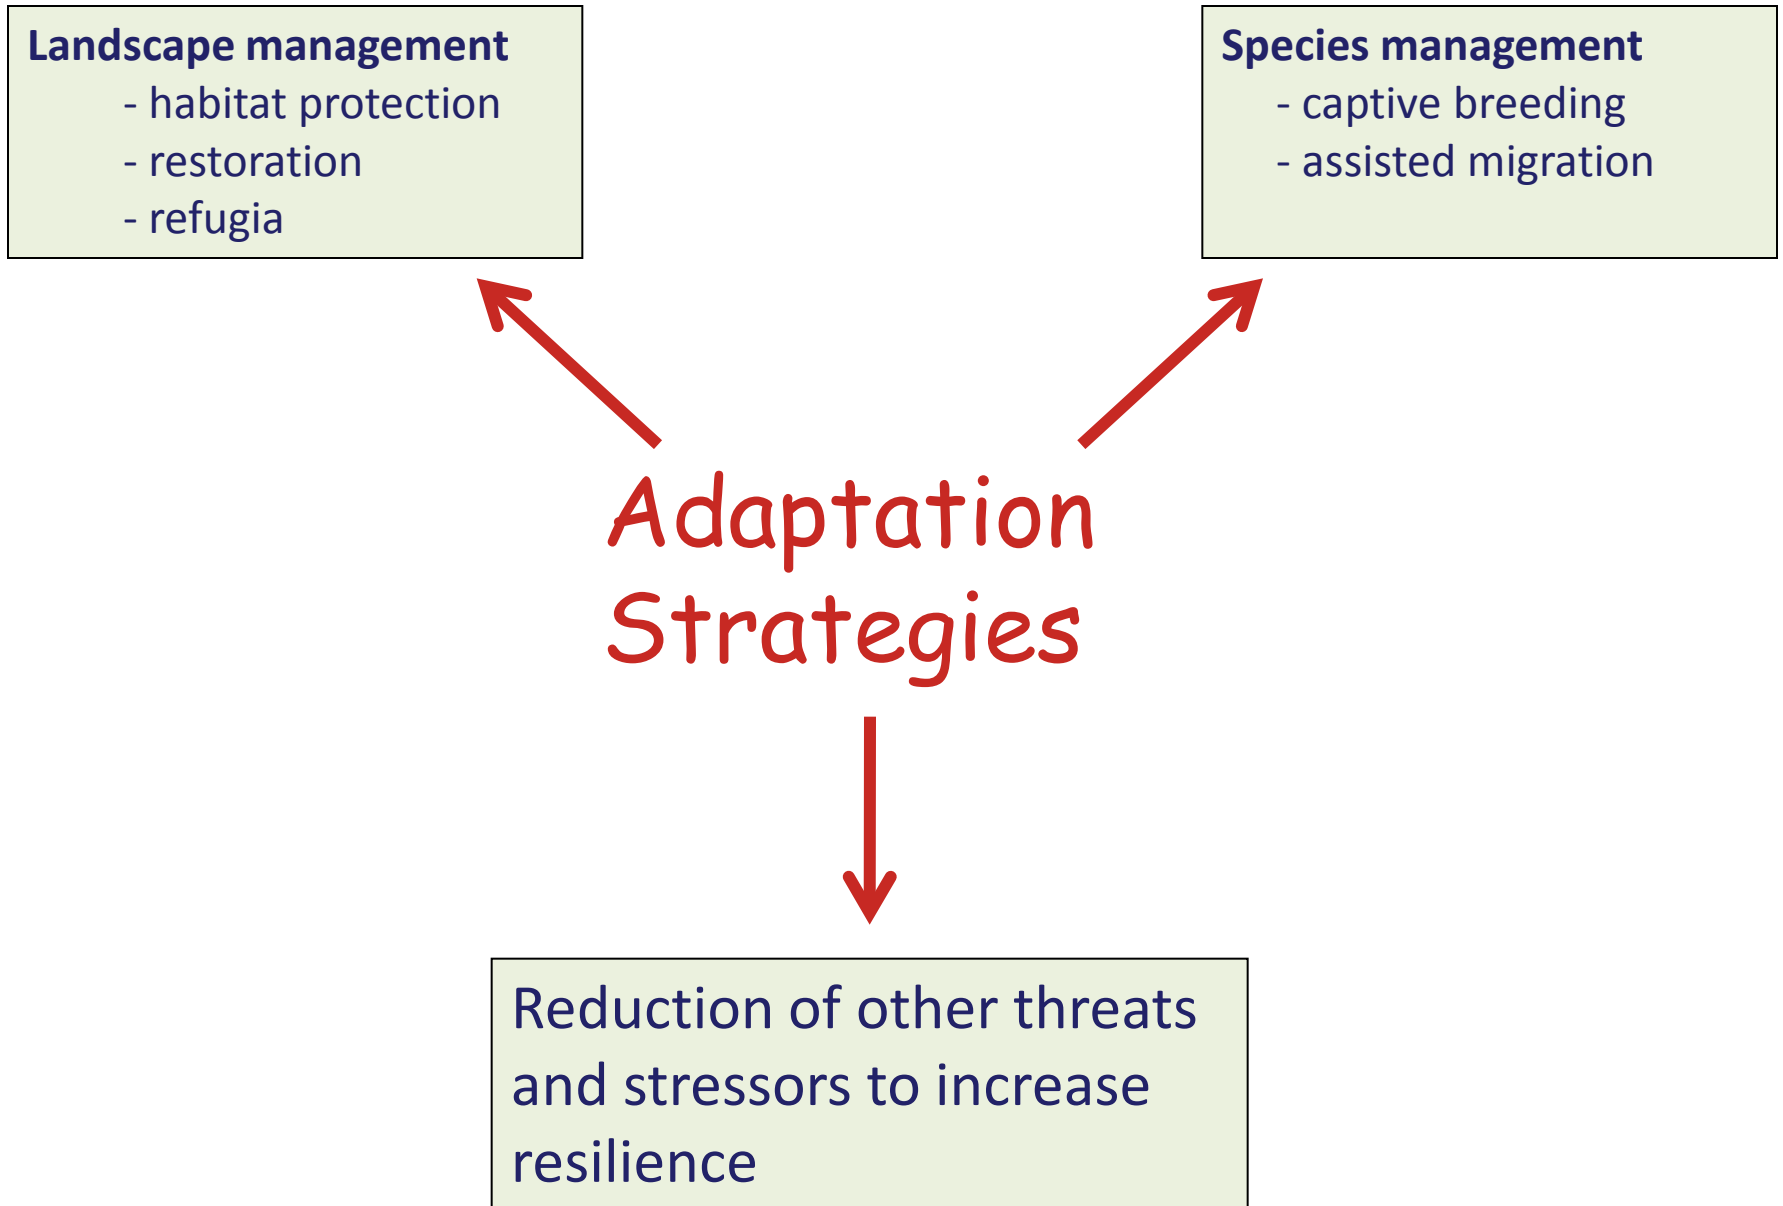 Landscape management
- habitat protection
- restoration
- refugia
Species management
- captive breeding
- assisted migration
Adaptation
Strategies
Reduction of other threats
and stressors to increase
resilience